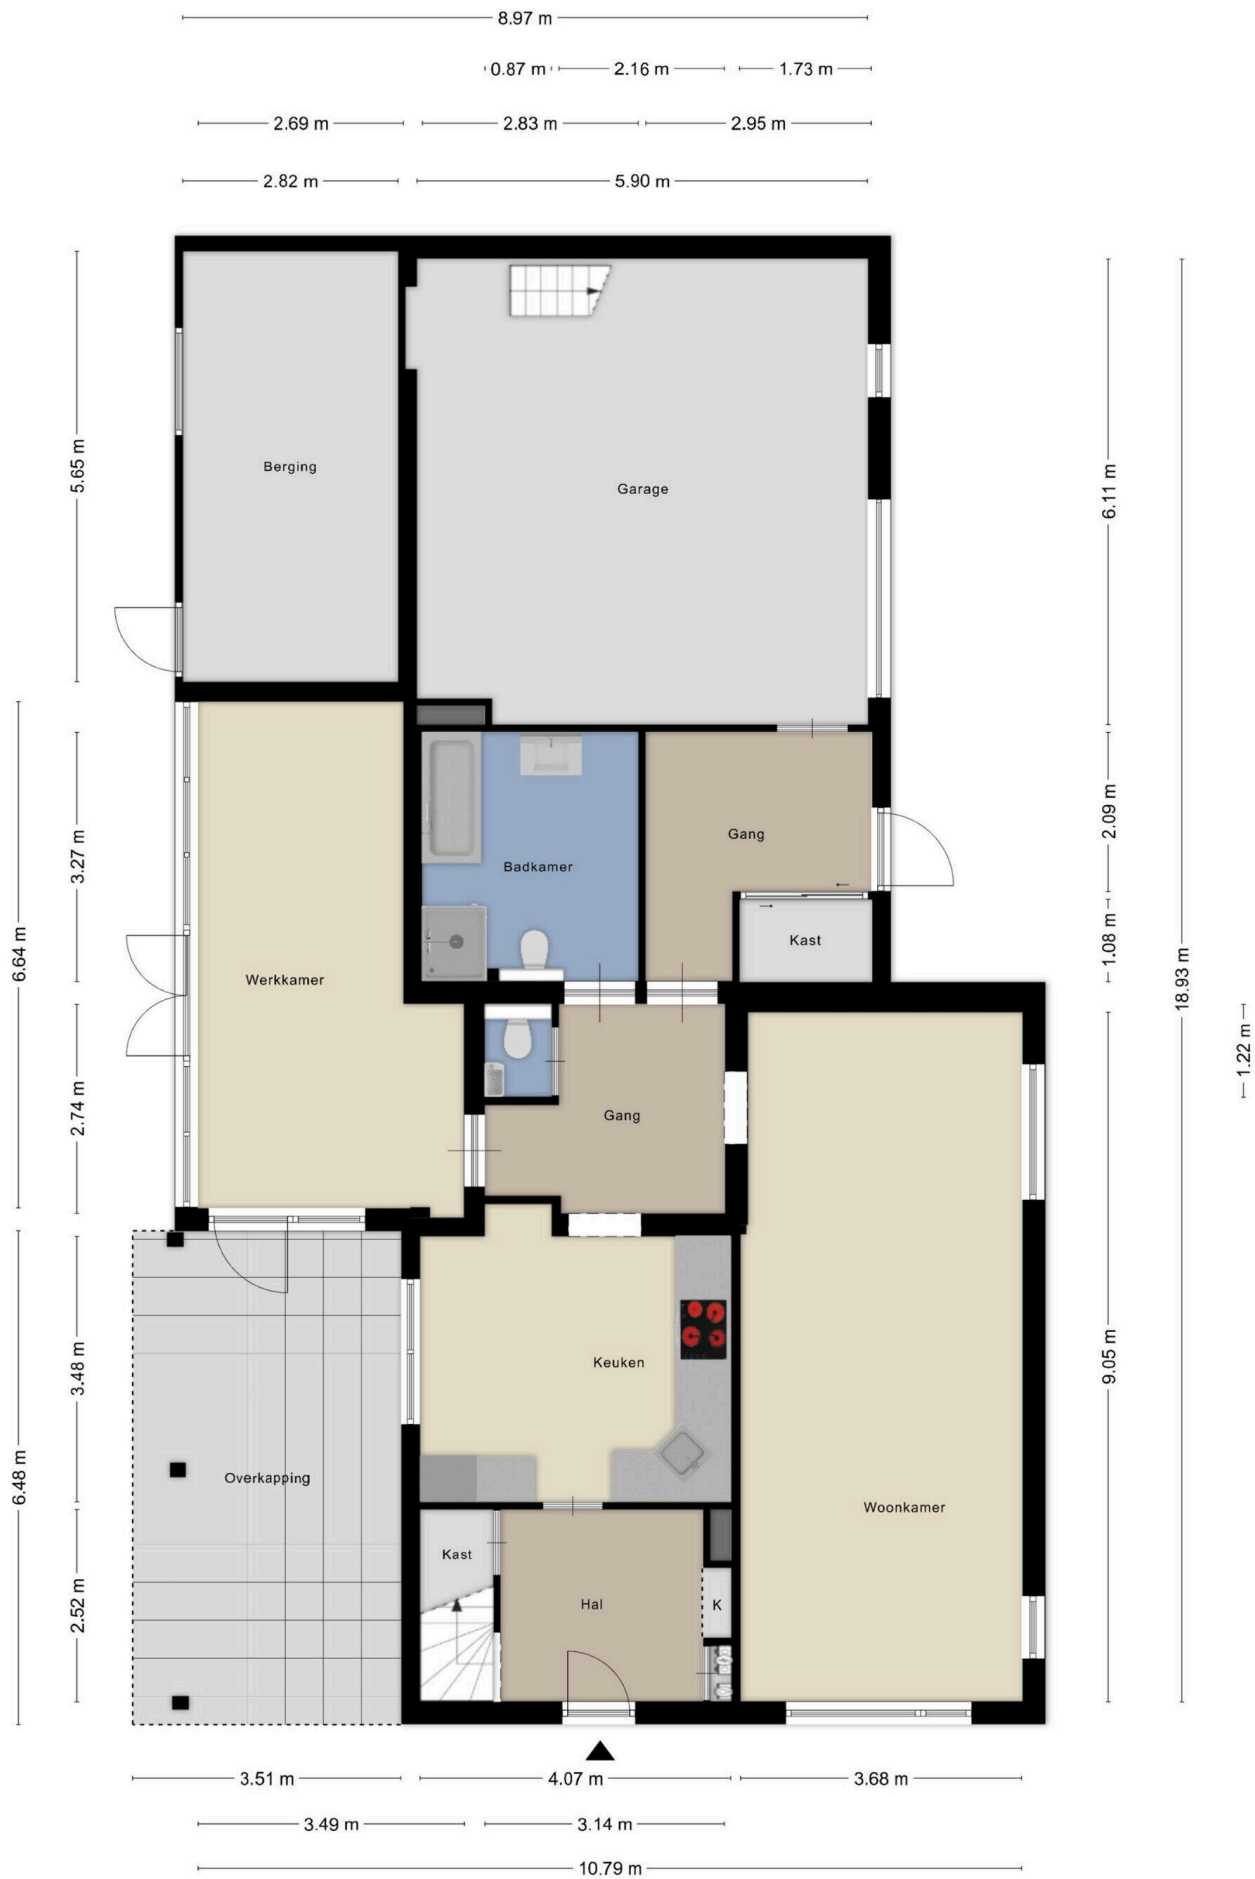 8.97 m
0.87 m
2.16 m
1.73 m
2.69 m
2.83 m
2.95 m
2.82 m
5.90 m
5.65 m
Berging
Garage
6.11 m
3.27 m
Badkamer
Gang
2.09 m
Kast
1.08 m
6.64 m
Werkkamer
18.93 m
1.22 m
2.74 m
Gang
3.48 m
Keuken
9.05 m
6.48 m
Overkapping
Woonkamer
Kast
2.52 m
Hal
K
3.51 m
4.07 m
3.68 m
3.49 m
3.14 m
10.79 m